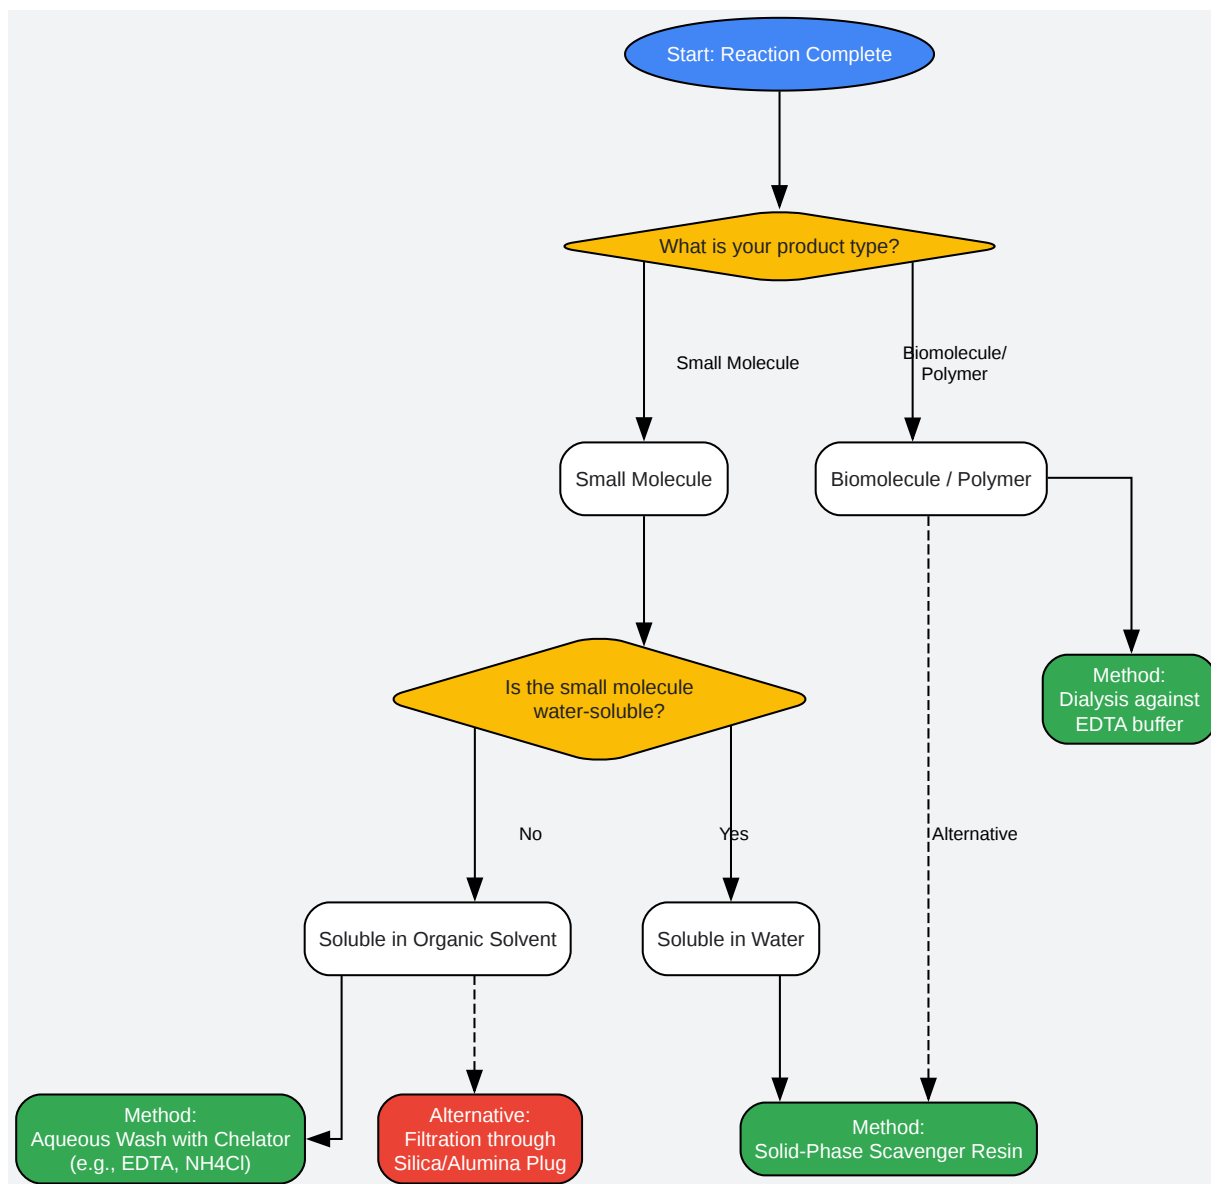 Start: Reaction Complete
What is your product type?
Small Molecule
Biomolecule/
Polymer
Small Molecule
Biomolecule / Polymer
Is the small molecule
water-soluble?
Method:
Dialysis against
EDTA buffer
No
Yes
Alternative
Soluble in Organic Solvent
Soluble in Water
Method:
Aqueous Wash with Chelator
(e.g., EDTA, NH4Cl)
Alternative:
Filtration through
Silica/Alumina Plug
Method:
Solid-Phase Scavenger Resin